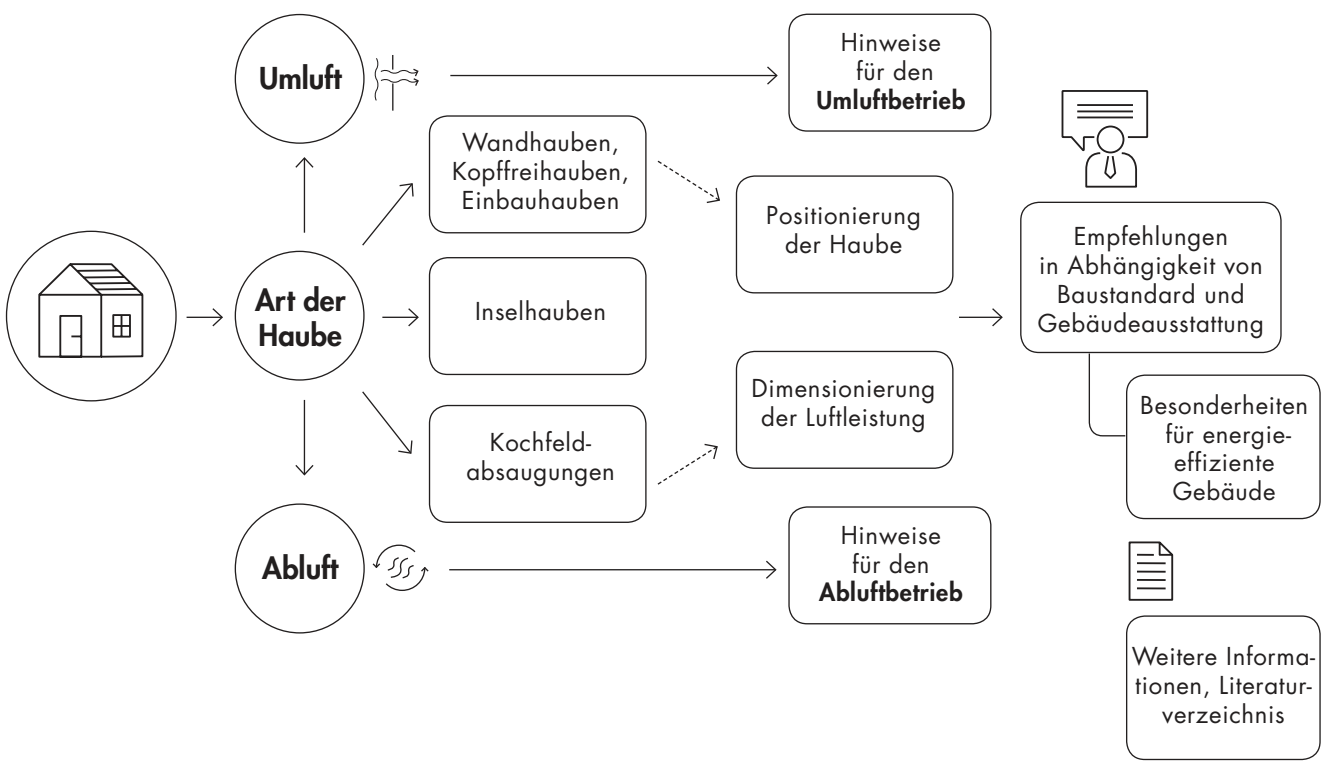 Umluft
Hinweise
für den
Umluftbetrieb
Wandhauben,
Kopffreihauben,
Einbauhauben
Positionierung
der Haube
Empfehlungen
in Abhängigkeit von
Baustandard und
Gebäudeausstattung
Art der
Haube
Inselhauben
Dimensionierung
der Luftleistung
Besonderheiten
für energie-
effiziente
Gebäude
Kochfeld-
absaugungen
Abluft
Hinweise
für den
Abluftbetrieb
Weitere Informa-
tionen, Literatur-
verzeichnis